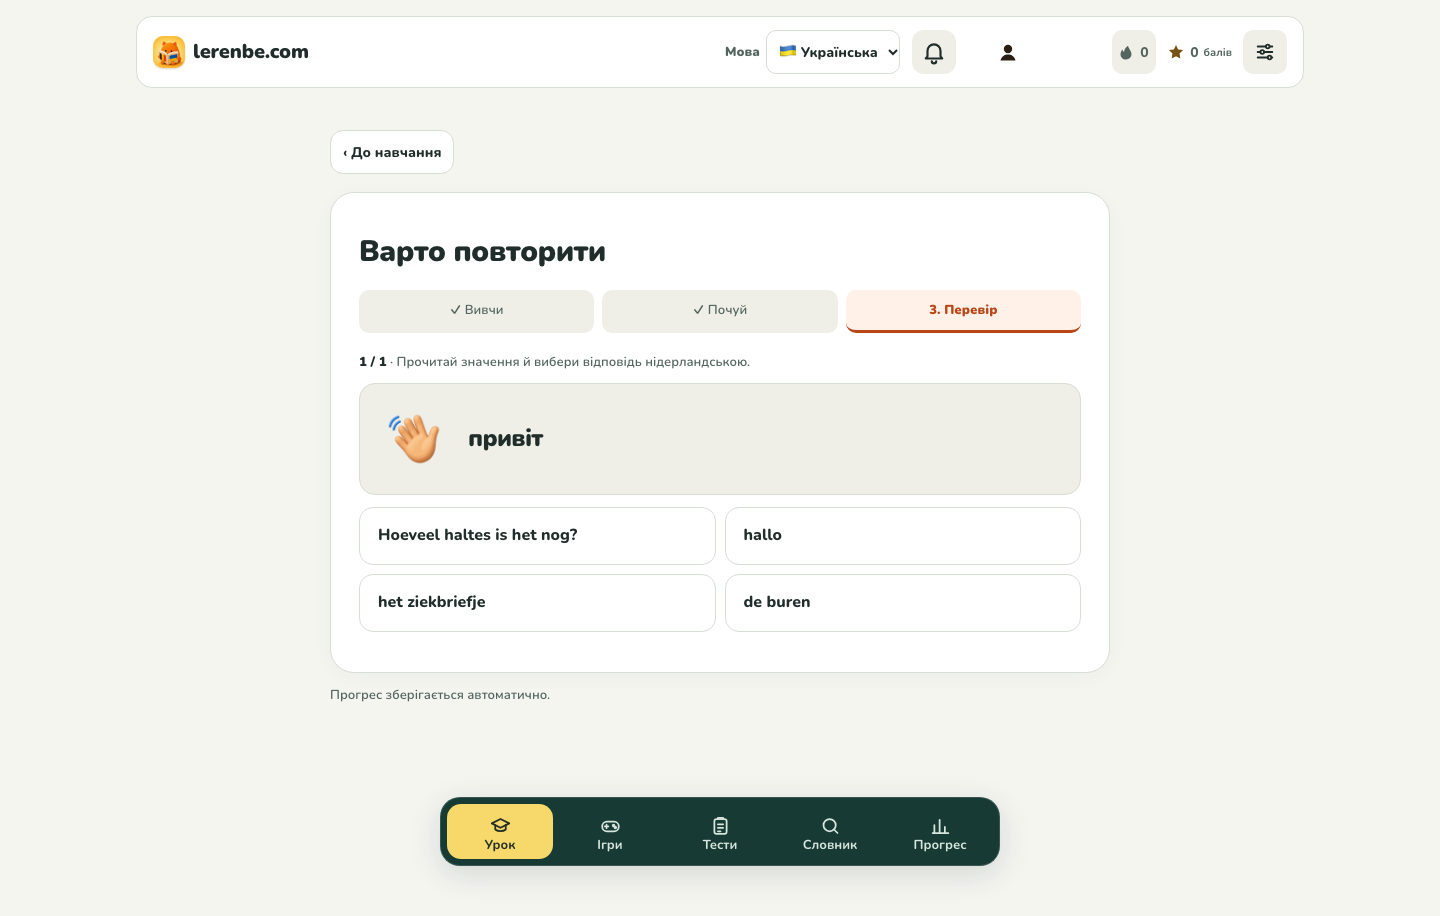 lerenbe.com
Мова
Українська
0
0 балів
‹ До навчання
Варто повторити
✓ Вивчи
✓ Почуй
3. Перевір
1 / 1 · Прочитай значення й вибери відповідь нідерландською.
привіт
Hoeveel haltes is het nog?
hallo
het ziekbriefje
de buren
Прогрес зберігається автоматично.
Урок
Ігри
Тести
Словник
Прогрес